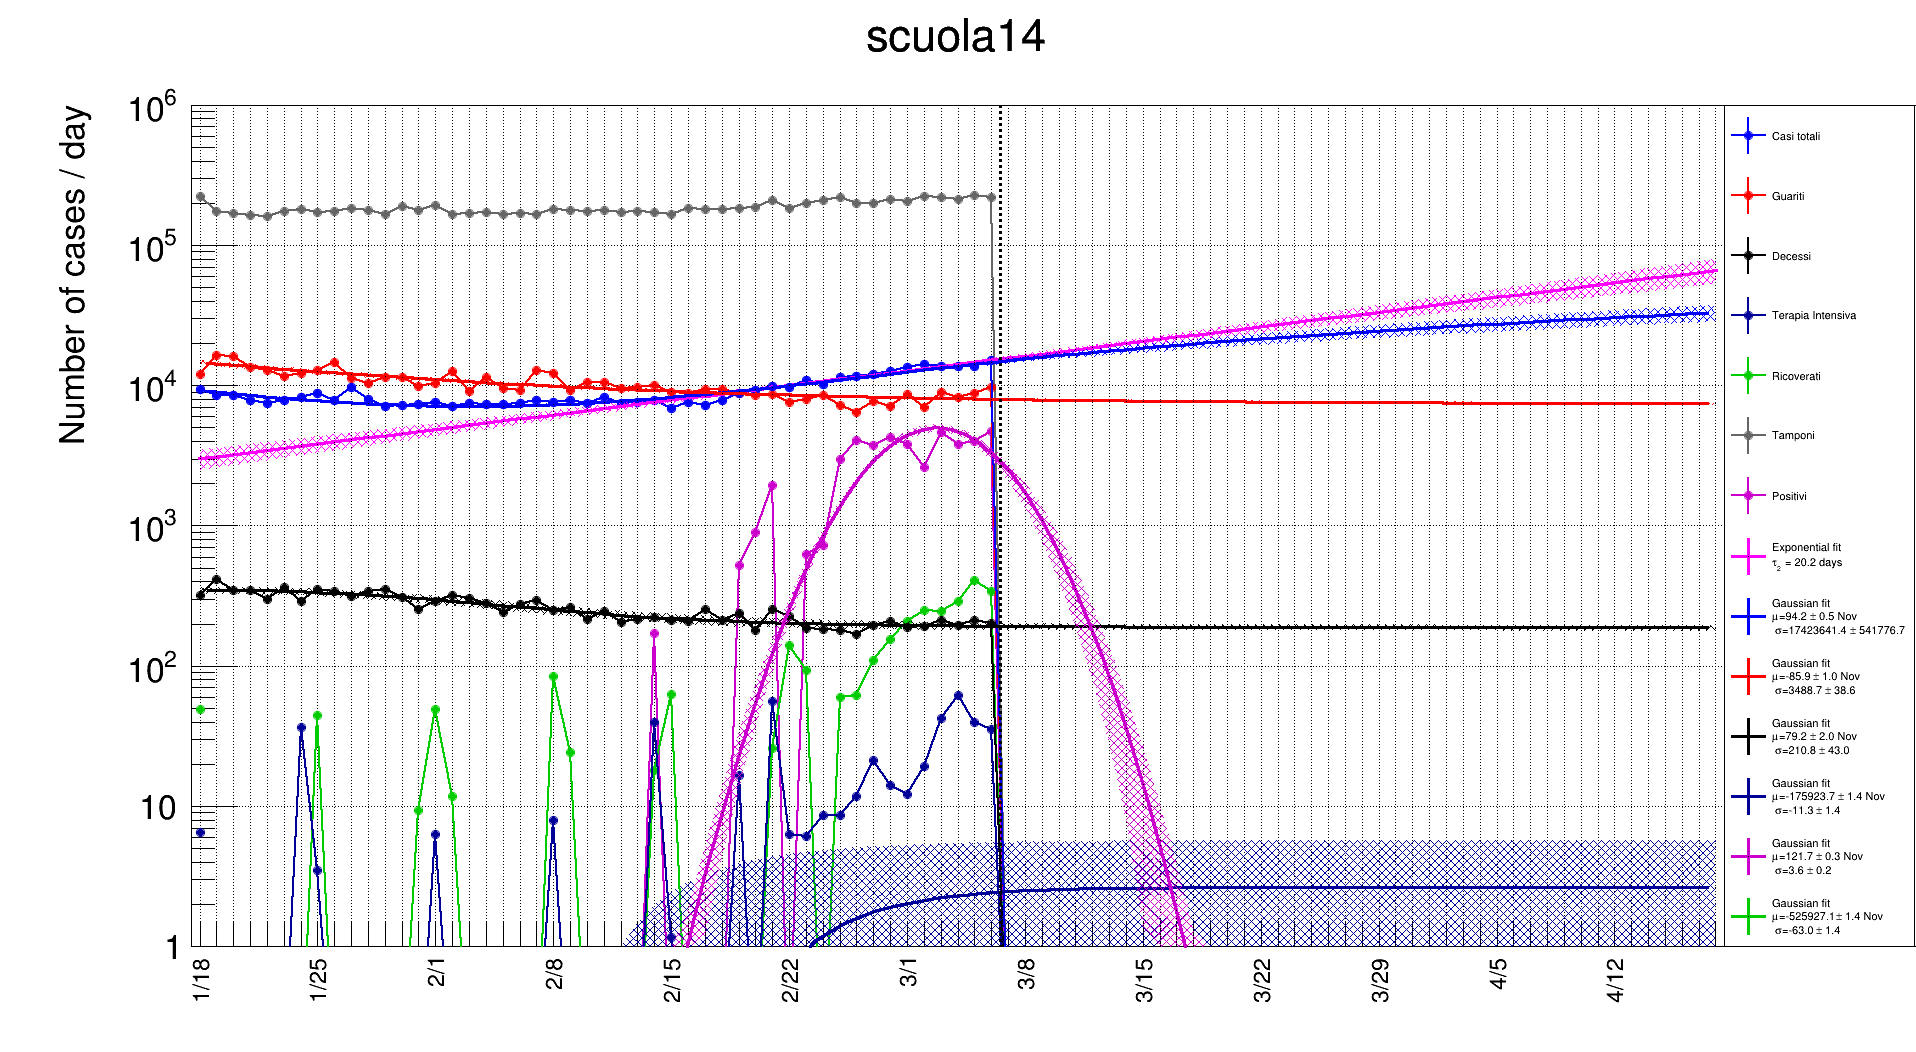 scuola14
Number of cases / day
10^6
10^5
10^4
10^3
10^2
10
1
1/18
1/25
2/1
2/8
2/15
2/22
3/1
3/8
3/15
3/22
3/29
4/5
4/12
Casi totali
Guariti
Decessi
Terapia Intensiva
Ricoverati
Tamponi
Positivi
Exponential fit
τ₂ = 20.2 days
Gaussian fit
μ=94.2 ± 0.5 Nov
σ=17423641.4 ± 541776.7
Gaussian fit
μ=-85.9 ± 1.0 Nov
σ=3488.7 ± 38.6
Gaussian fit
μ=79.2 ± 2.0 Nov
σ=210.8 ± 43.0
Gaussian fit
μ=-175923.7 ± 1.4 Nov
σ=-11.3 ± 1.4
Gaussian fit
μ=121.7 ± 0.3 Nov
σ=3.6 ± 0.2
Gaussian fit
μ=-525927.1 ± 1.4 Nov
σ=-63.0 ± 1.4